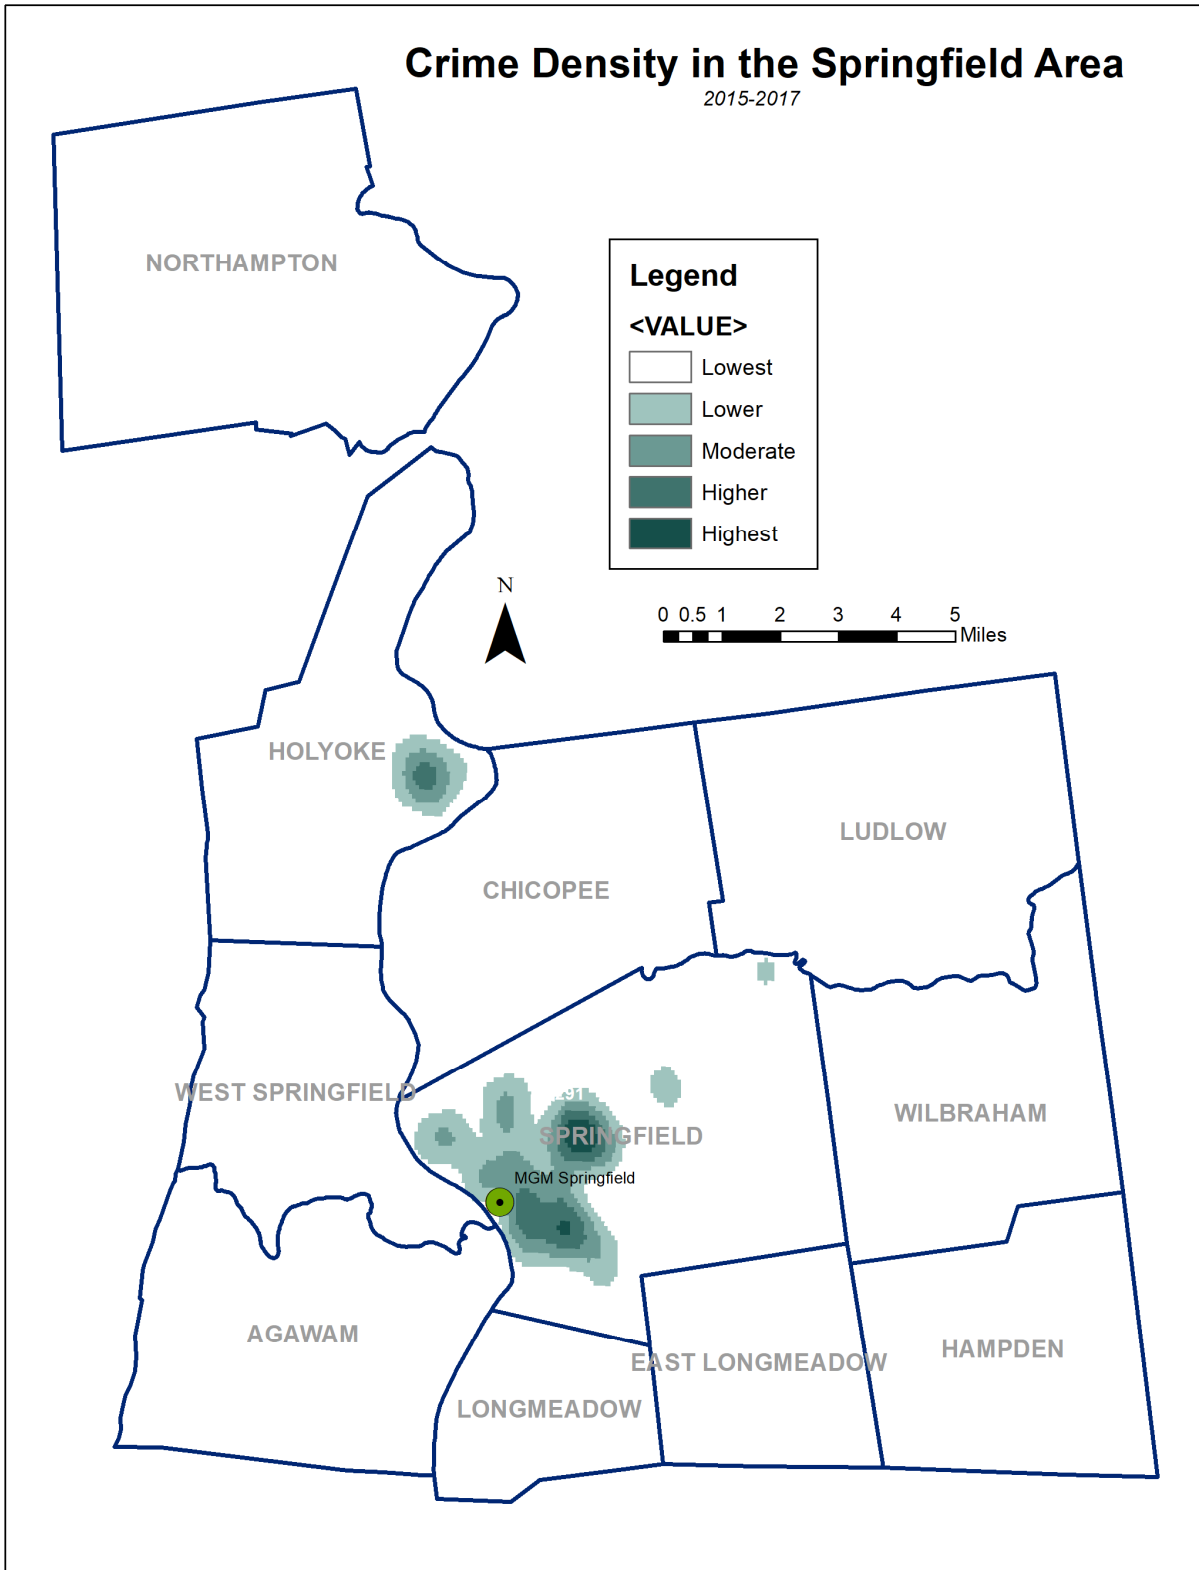 Crime Density in the Springfield Area
2015-2017
NORTHAMPTON
Legend
<VALUE>
Lowest
Lower
Moderate
Higher
Highest
N
0 0.5 1 2 3 4 5
Miles
HOLYOKE
LUDLOW
CHICOPEE
291
WEST SPRINGFIELD
WILBRAHAM
SPRINGFIELD
MGM Springfield
AGAWAM
HAMPDEN
EAST LONGMEADOW
LONGMEADOW